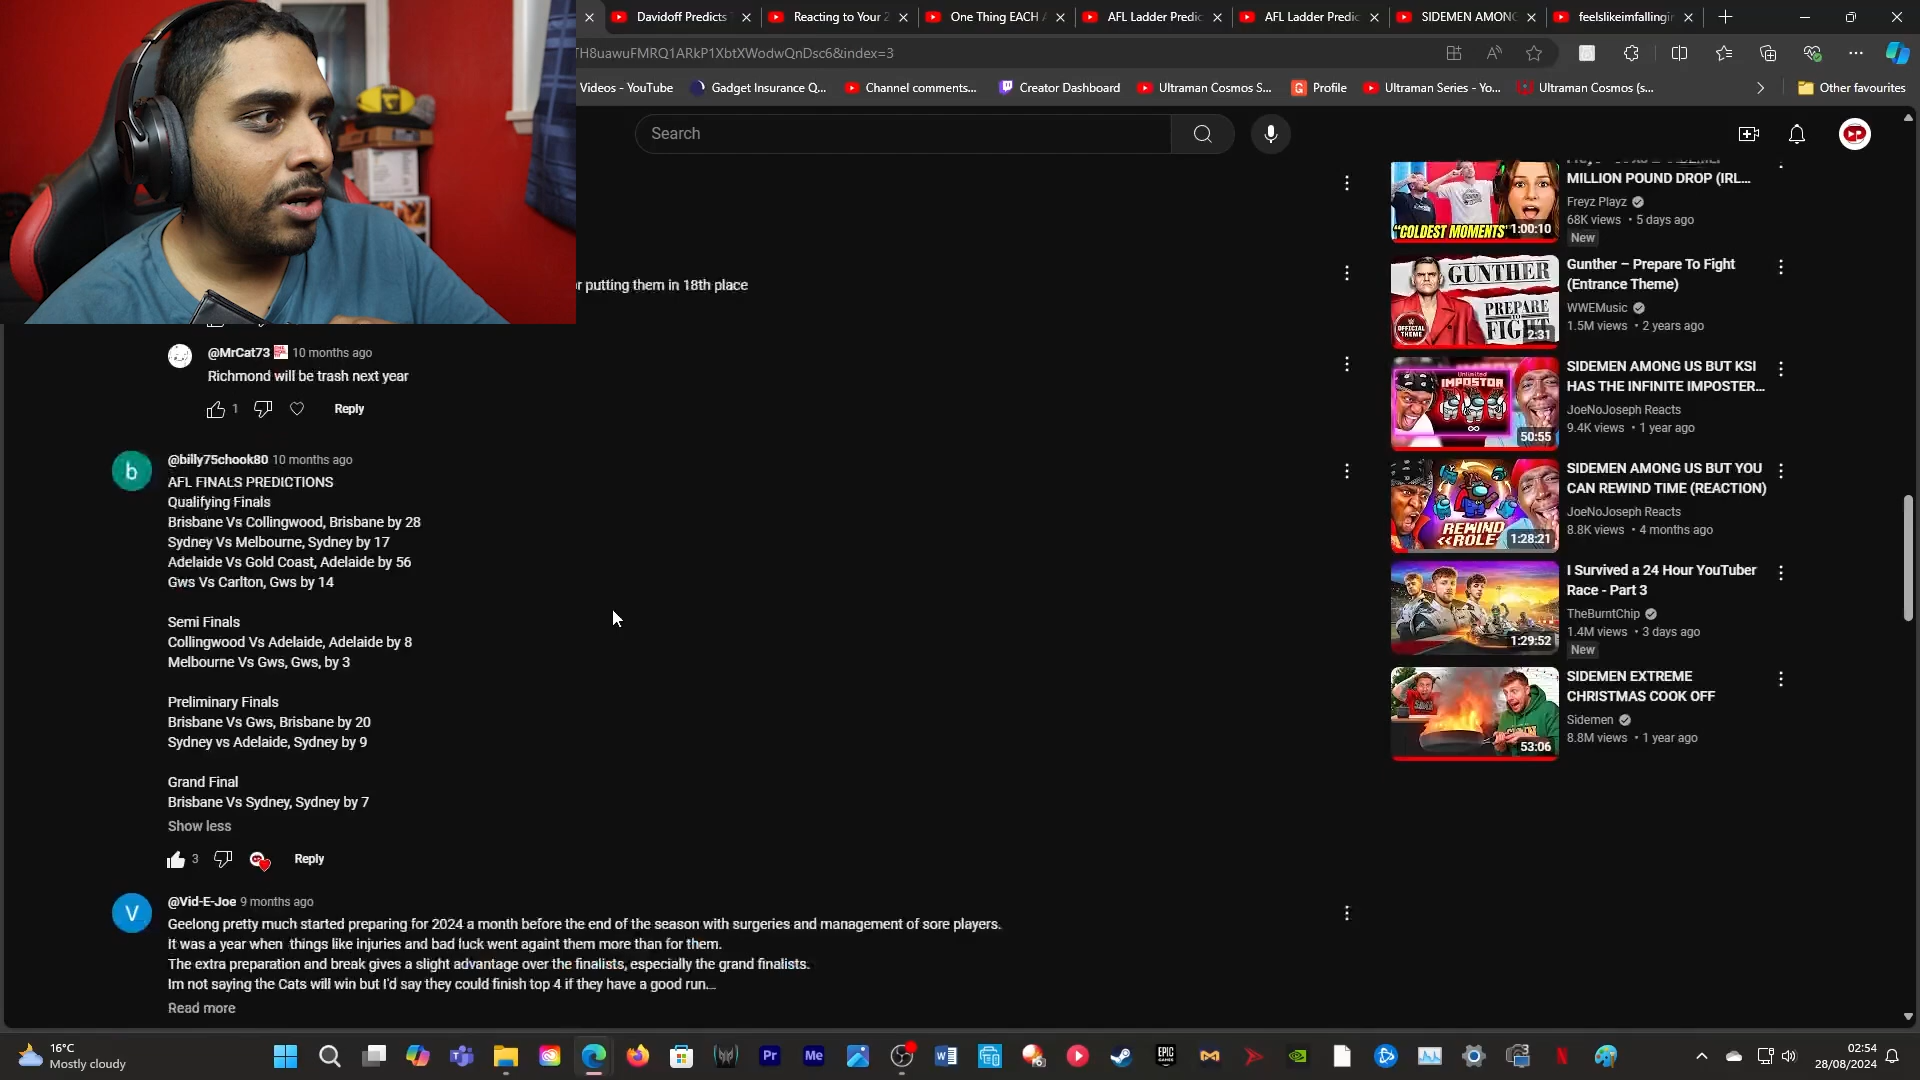 Davidoff Predicts T
Reacting to Your 2
One Thing EACH A
AFL Ladder Predic
AFL Ladder Predic
SIDEMEN AMONG
feelslikeimfallingin
TH8uawuFMRQ1ARkP1XbtXWodwQnDsc6&index=3
Videos - YouTube
Gadget Insurance Q...
Channel comments...
Creator Dashboard
Ultraman Cosmos S...
Profile
Ultraman Series - Yo...
Ultraman Cosmos (s...
Other favourites
Search
or putting them in 18th place
@MrCat73 10 months ago
Richmond will be trash next year
1 Reply
@billy75chook80 10 months ago
AFL FINALS PREDICTIONS
Qualifying Finals
Brisbane Vs Collingwood, Brisbane by 28
Sydney Vs Melbourne, Sydney by 17
Adelaide Vs Gold Coast, Adelaide by 56
Gws Vs Carlton, Gws by 14
Semi Finals
Collingwood Vs Adelaide, Adelaide by 8
Melbourne Vs Gws, Gws, by 3
Preliminary Finals
Brisbane Vs Gws, Brisbane by 20
Sydney vs Adelaide, Sydney by 9
Grand Final
Brisbane Vs Sydney, Sydney by 7
Show less
3 Reply
@Vid-E-Joe 9 months ago
Geelong pretty much started preparing for 2024 a month before the end of the season with surgeries and management of sore players.
It was a year when things like injuries and bad luck went againt them more than for them.
The extra preparation and break gives a slight advantage over the finalists, especially the grand finalists.
Im not saying the Cats will win but I'd say they could finish top 4 if they have a good run...
Read more
"COLDEST MOMENTS"
1:00:10
MILLION POUND DROP (IRL...
Freyz Playz
68K views • 5 days ago
New
GUNTHER
PREPARE TO FIGHT
OFFICIAL THEME
2:31
Gunther – Prepare To Fight
(Entrance Theme)
WWEMusic
1.5M views • 2 years ago
Unlimited
IMPOSTOR
50:55
SIDEMEN AMONG US BUT KSI
HAS THE INFINITE IMPOSTER...
JoeNoJoseph Reacts
9.4K views • 1 year ago
REWIND
<<ROLE
1:28:21
SIDEMEN AMONG US BUT YOU
CAN REWIND TIME (REACTION)
JoeNoJoseph Reacts
8.8K views • 4 months ago
1:29:52
I Survived a 24 Hour YouTuber
Race - Part 3
TheBurntChip
1.4M views • 3 days ago
New
53:06
SIDEMEN EXTREME
CHRISTMAS COOK OFF
Sidemen
8.8M views • 1 year ago
16°C
Mostly cloudy
02:54
28/08/2024